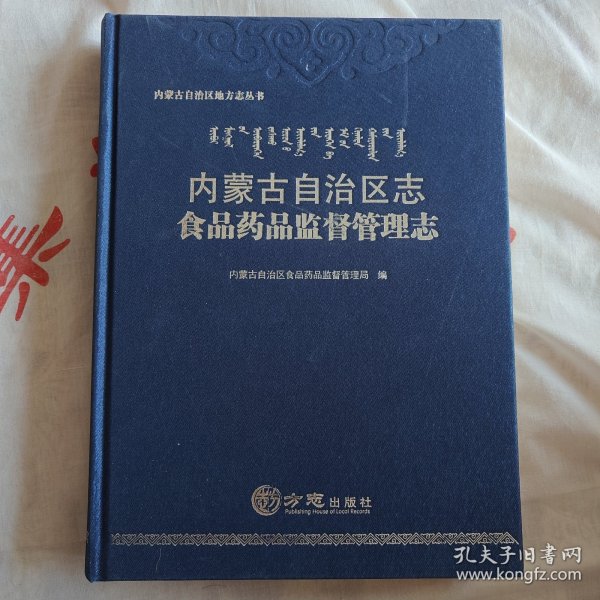 内蒙古自治区地方志丛书
内蒙古自治区志
食品药品监督管理志
内蒙古自治区食品药品监督管理局 编
方志出版社
Publishing House of Local Records
孔夫子旧书网
www.kongfz.com